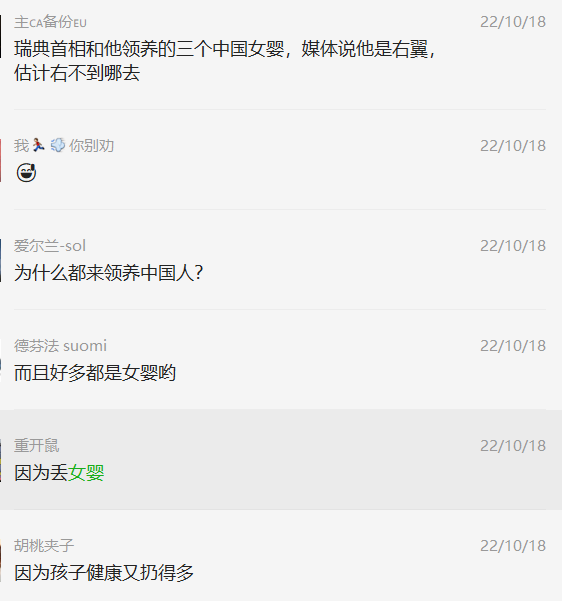 主CA备份EU 22/10/18
瑞典首相和他领养的三个中国女婴，媒体说他是右翼，
估计右不到哪去
我🏃🏻💨你别劝 22/10/18
😅
爱尔兰-sol 22/10/18
为什么都来领养中国人？
德芬法 suomi 22/10/18
而且好多都是女婴哟
重开鼠 22/10/18
因为丢女婴
胡桃夹子 22/10/18
因为孩子健康又扔得多